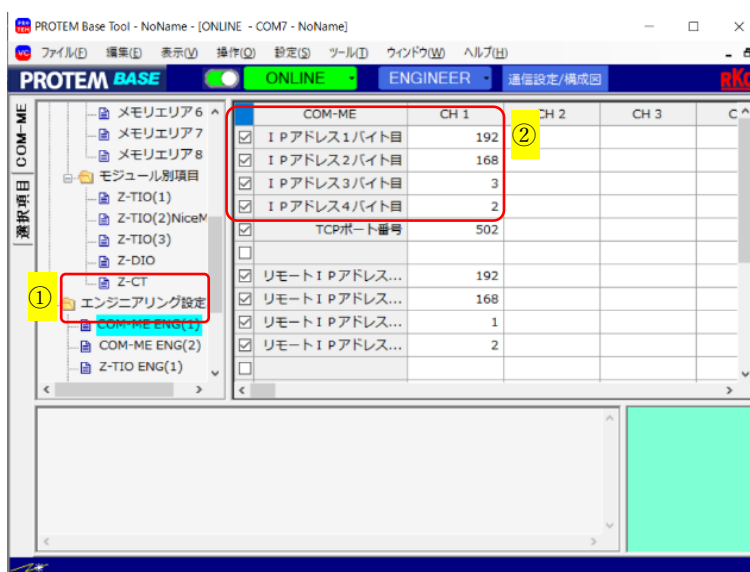 PROTEM Base Tool - NoName - [ONLINE - COM7 - NoName]
ファイル(F) 編集(E) 表示(V) 操作(O) 設定(S) ツール(T) ウィンドウ(W) ヘルプ(H)
PROTEM BASE ONLINE ENGINEER 通信設定/構成図 RKC
COM-ME
選択項目
メモリエリア6
メモリエリア7
メモリエリア8
モジュール別項目
Z-TIO(1)
Z-TIO(2)NiceM
Z-TIO(3)
Z-DIO
Z-CT
① エンジニアリング設定
COM-ME ENG(1)
COM-ME ENG(2)
Z-TIO ENG(1)
COM-ME CH 1 CH 2 CH 3 C
②
IPアドレス1バイト目 192
IPアドレス2バイト目 168
IPアドレス3バイト目 3
IPアドレス4バイト目 2
TCPポート番号 502
リモートIPアドレス... 192
リモートIPアドレス... 168
リモートIPアドレス... 1
リモートIPアドレス... 2